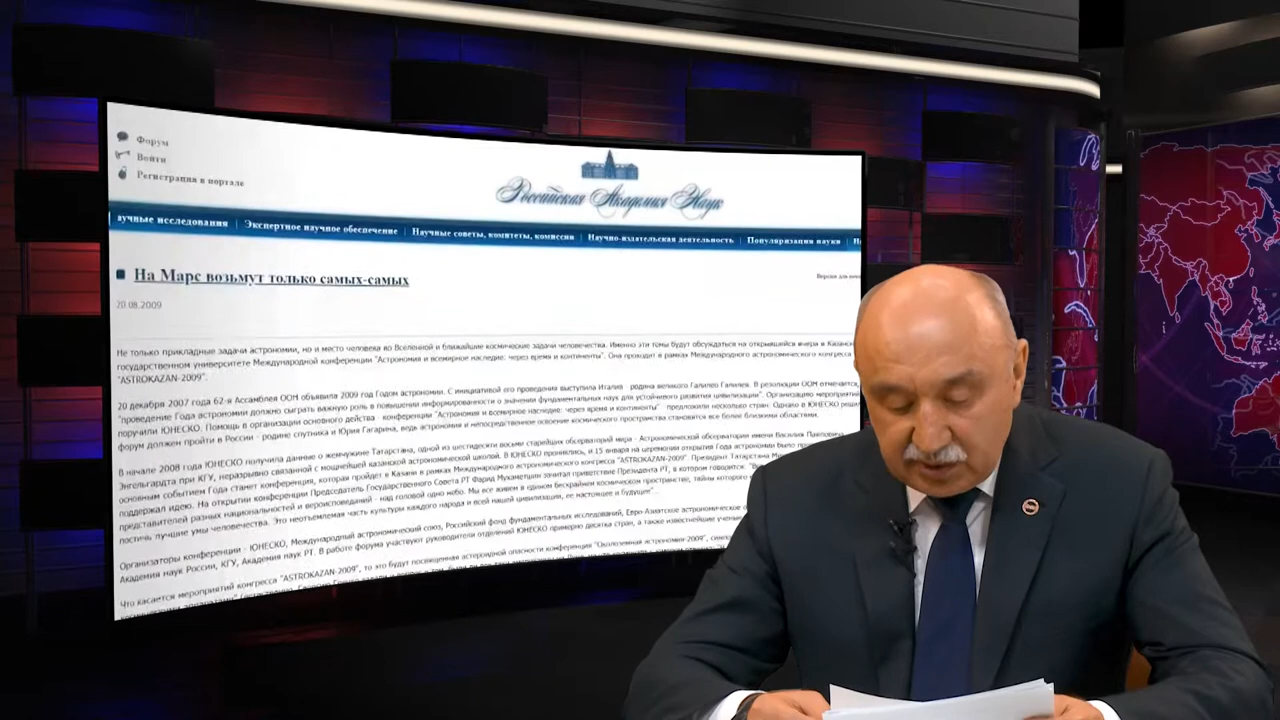 Форум
Войти
Регистрация в портале
Российская Академия Наук
аучные исследования | Экспертное научное обеспечение | Научные советы, комитеты, комиссии | Научно-издательская деятельность | Популяризация науки | Н
На Марс возьмут только самых-самых
Версия для
20.08.2009
Не только прикладные задачи астрономии, но и место человека во Вселенной и ближайшие космические задачи человечества. Именно эти темы будут обсуждаться на открывшейся вчера в Казанск
государственном университете Международной конференции "Астрономия и всемирное наследие: через время и континенты". Она проходит в рамках Международного астрономического конгресса
"ASTROKAZAN-2009".
20 декабря 2007 года 62-я Ассамблея ООН объявила 2009 год Годом астрономии. С инициативой его проведения выступила Италия - родина великого Галилео Галилея. В резолюции ООН отмечается,
"проведение Года астрономии должно сыграть важную роль в повышении информированности о значению фундаментальных наук для устойчивого развития цивилизации". Организацию мероприятий
поручили ЮНЕСКО. Помощь в организации основного действа - конференции "Астрономия и всемирное наследие: через время и континенты" - предложили несколько стран. Однако в ЮНЕСКО решил
форум должен пройти в России - родине спутника и Юрия Гагарина, ведь астрономия и непосредственное освоение космического пространства становятся все более близкими областями.
В начале 2008 года ЮНЕСКО получила данные о жемчужине Татарстана, одной из шестидесяти восьми старейших обсерваторий мира - Астрономической обсерватории имени Василия Павловича
Энгельгардта при КГУ, неразрывно связанной с мощнейшей казанской астрономической школой. В ЮНЕСКО прониклись, и 15 января на церемонии открытия Года астрономии было
основным событием Года станет конференция, которая пройдет в Казани в рамках Международного астрономического конгресса "ASTROKAZAN-2009". Президент Татарстана
поддержал идею. На открытии конференции Председатель Государственного Совета РТ Фарид Мухаметшин зачитал приветствие Президента РТ, в котором говорится:
представителей разных национальностей и вероисповеданий - над головой одно небо. Мы все живем в едином бескрайнем космическом пространстве, тайны которого
постичь лучшие умы человечества. Это неотъемлемая часть культуры каждого народа и всей нашей цивилизации, ее настоящее и будущее"...
Организаторы конференции - ЮНЕСКО, Международный астрономический союз, Российский фонд фундаментальных исследований, Евро-Азиатское астрономическое о
Академия наук России, КГУ, Академия наук РТ. В работе форума участвуют руководители отделений ЮНЕСКО примерно десятка стран, а также известнейшие учены
Что касается мероприятий конгресса "ASTROKAZAN-2009", то это будут посвященная астероидной опасности конференция "Околоземная астрономия-2009",